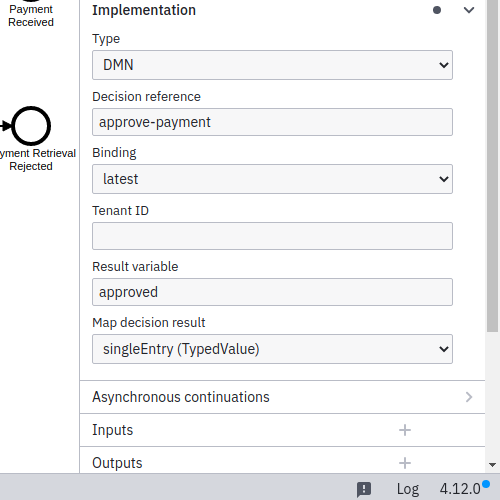 Payment
Received
yment Retrieval
Rejected
Implementation
Type
DMN
Decision reference
approve-payment
Binding
latest
Tenant ID
Result variable
approved
Map decision result
singleEntry (TypedValue)
Asynchronous continuations
Inputs
Outputs
Log 4.12.0